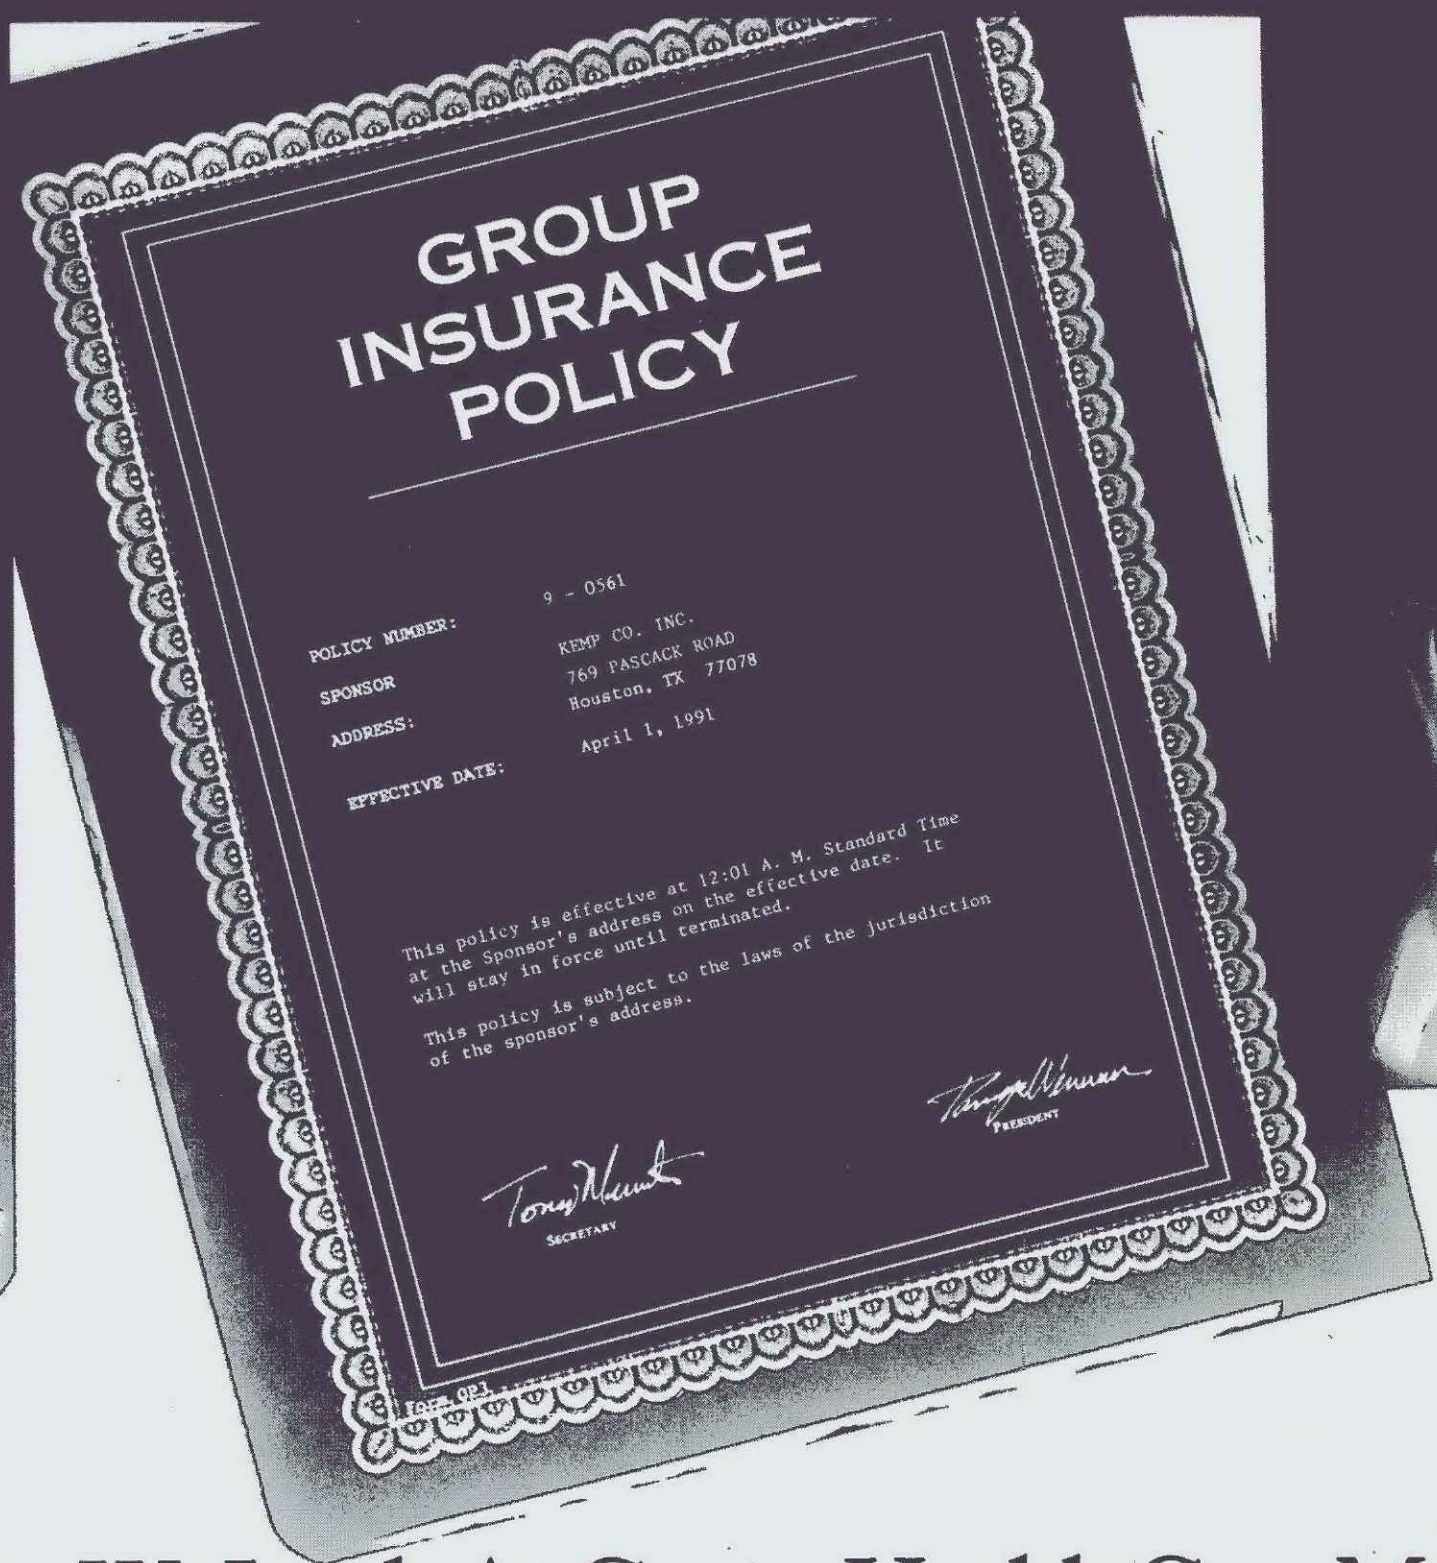 GROUP
INSURANCE
POLICY
POLICY NUMBER: 9 - 0561
SPONSOR KEMP CO. INC.
ADDRESS: 769 PASCACK ROAD
Houston, TX 77078
EFFECTIVE DATE: April 1, 1991
This policy is effective at 12:01 A. M. Standard Time
at the Sponsor's address on the effective date. It
will stay in force until terminated.
This policy is subject to the laws of the jurisdiction
of the sponsor's address.
PRESIDENT
SECRETARY